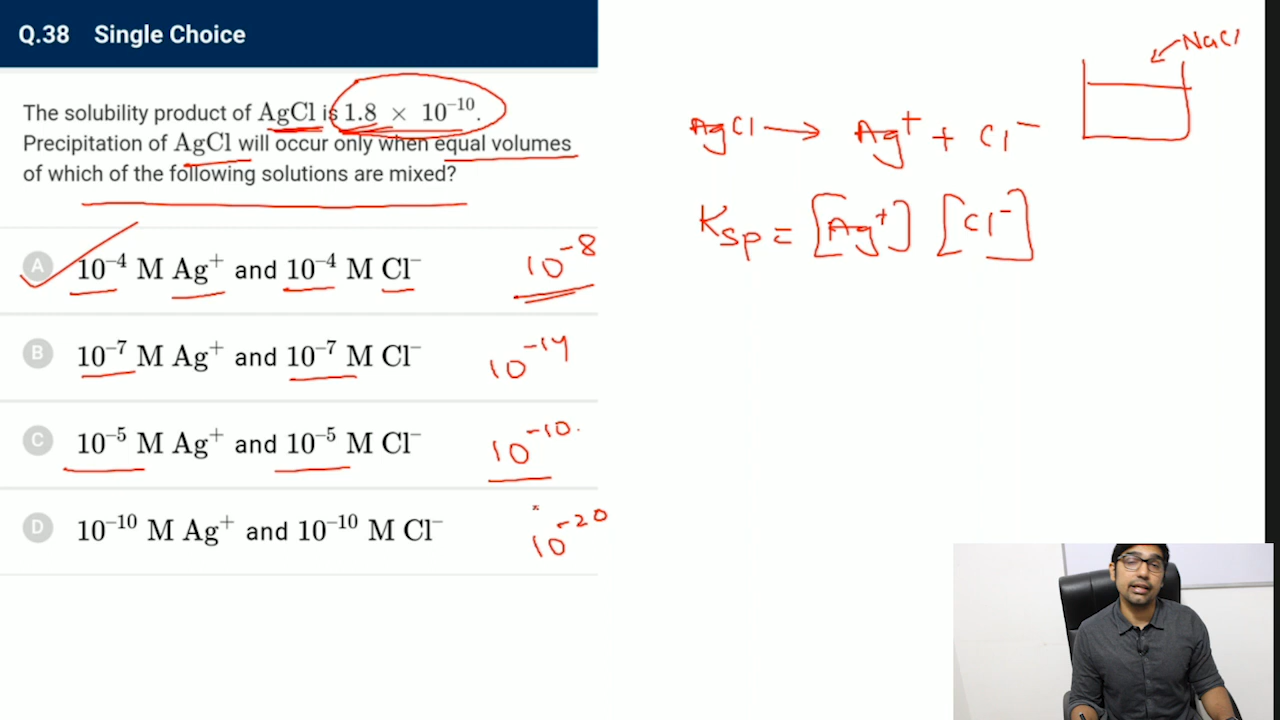 Q.38 Single Choice
The solubility product of AgCl is 1.8 × 10⁻¹⁰.
Precipitation of AgCl will occur only when equal volumes
of which of the following solutions are mixed?
A 10⁻⁴ M Ag⁺ and 10⁻⁴ M Cl⁻ 10⁻⁸
B 10⁻⁷ M Ag⁺ and 10⁻⁷ M Cl⁻ 10⁻¹⁴
C 10⁻⁵ M Ag⁺ and 10⁻⁵ M Cl⁻ 10⁻¹⁰
D 10⁻¹⁰ M Ag⁺ and 10⁻¹⁰ M Cl⁻ 10⁻²⁰
NaCl
AgCl → Ag⁺ + Cl⁻
Ksp = [Ag⁺] [Cl⁻]